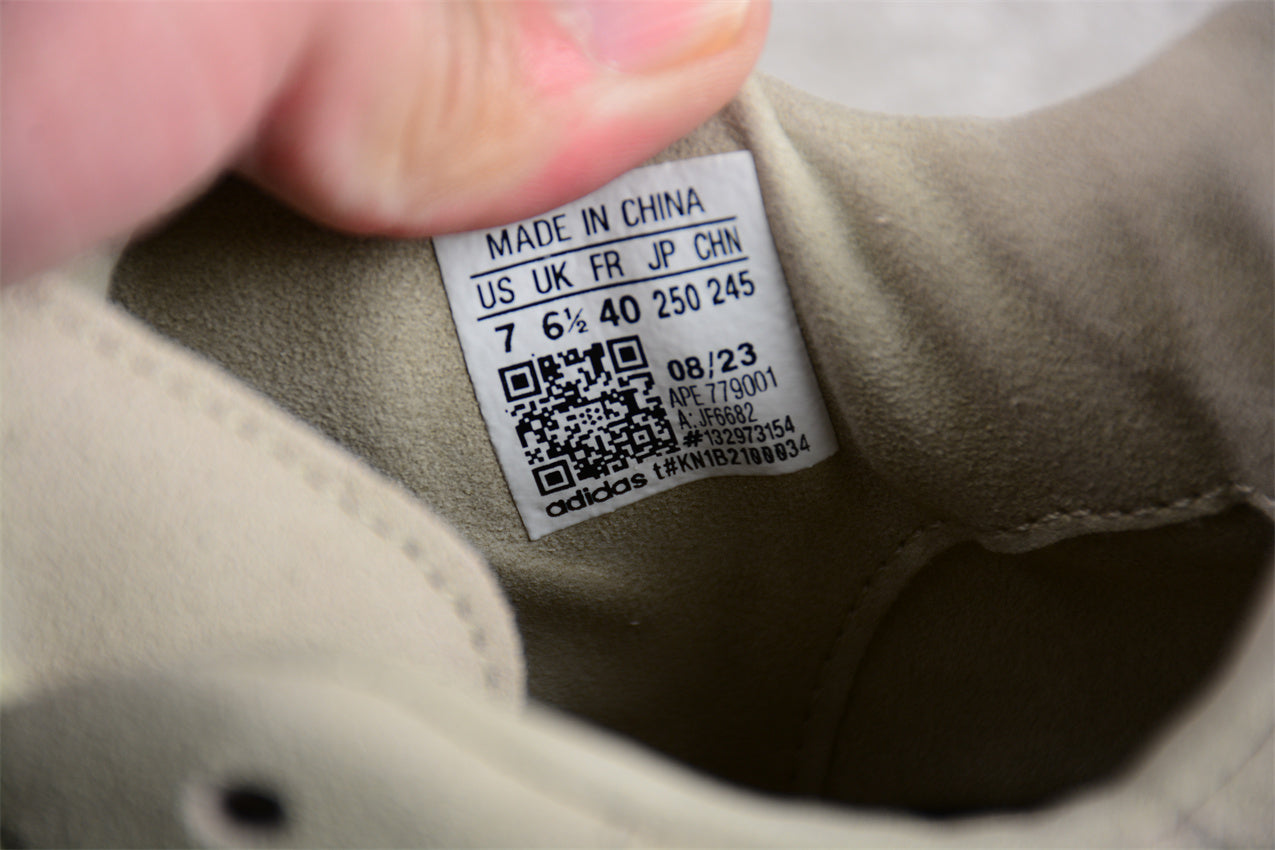 MADE IN CHINA
US UK FR JP CHN
7 6½ 40 250 245
08/23
APE 779001
A: JF6682
#132973154
adidas t#KN1B2100034